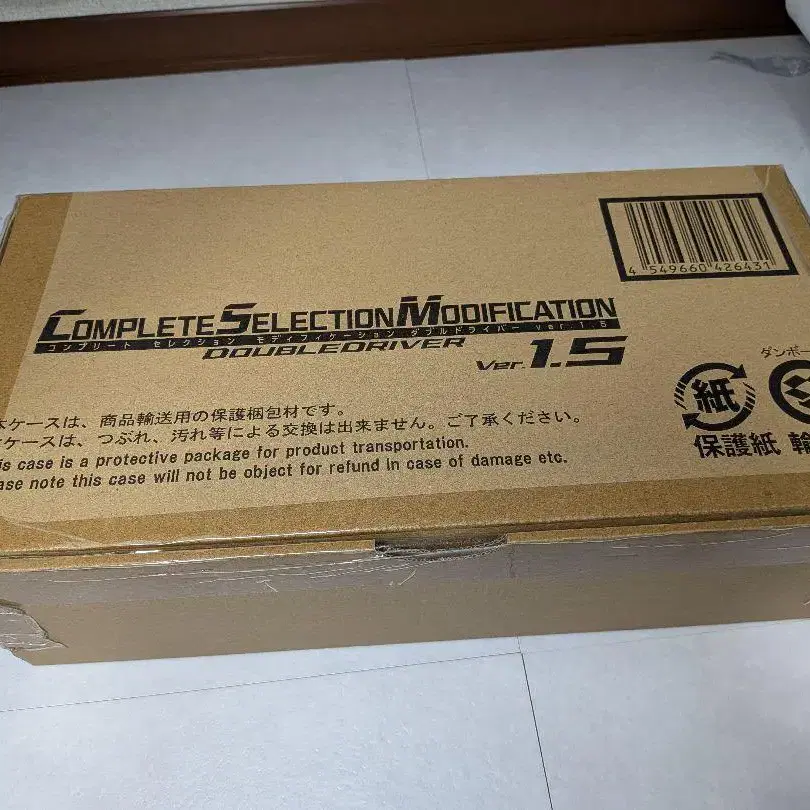 4 549660 426431
COMPLETE SELECTION MODIFICATION
コンプリート セレクション モディフィケーション ダブルドライバー ver.1.5
DOUBLEDRIVER
Ver.1.5
ダンボー
紙
保護紙 輸
ケースは、商品輸送用の保護梱包材です。
ケースは、つぶれ、汚れ等による交換は出来ません。ご了承ください。
is case is a protective package for product transportation.
ase note this case will not be object for refund in case of damage etc.